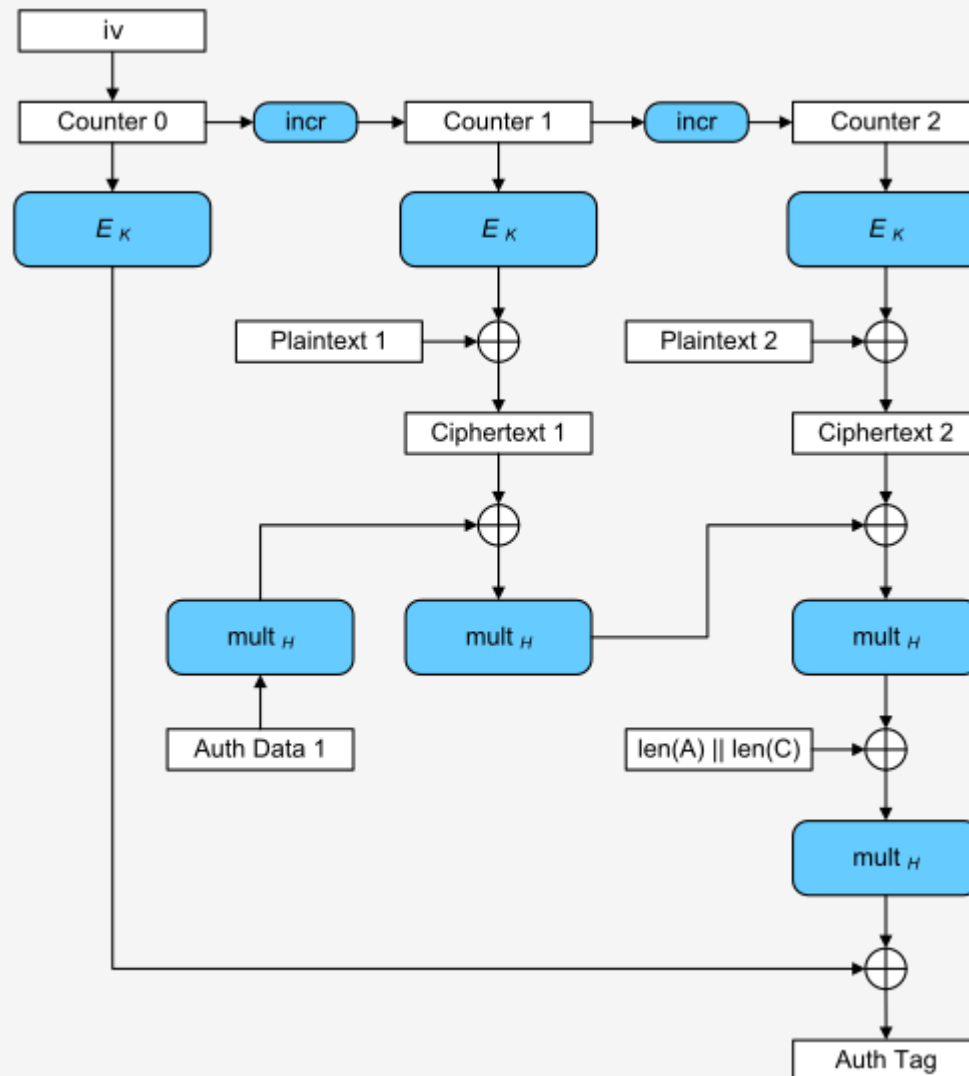 iv
Counter 0
incr
Counter 1
incr
Counter 2
E K
E K
E K
Plaintext 1
Plaintext 2
Ciphertext 1
Ciphertext 2
mult H
mult H
mult H
Auth Data 1
len(A) || len(C)
mult H
Auth Tag